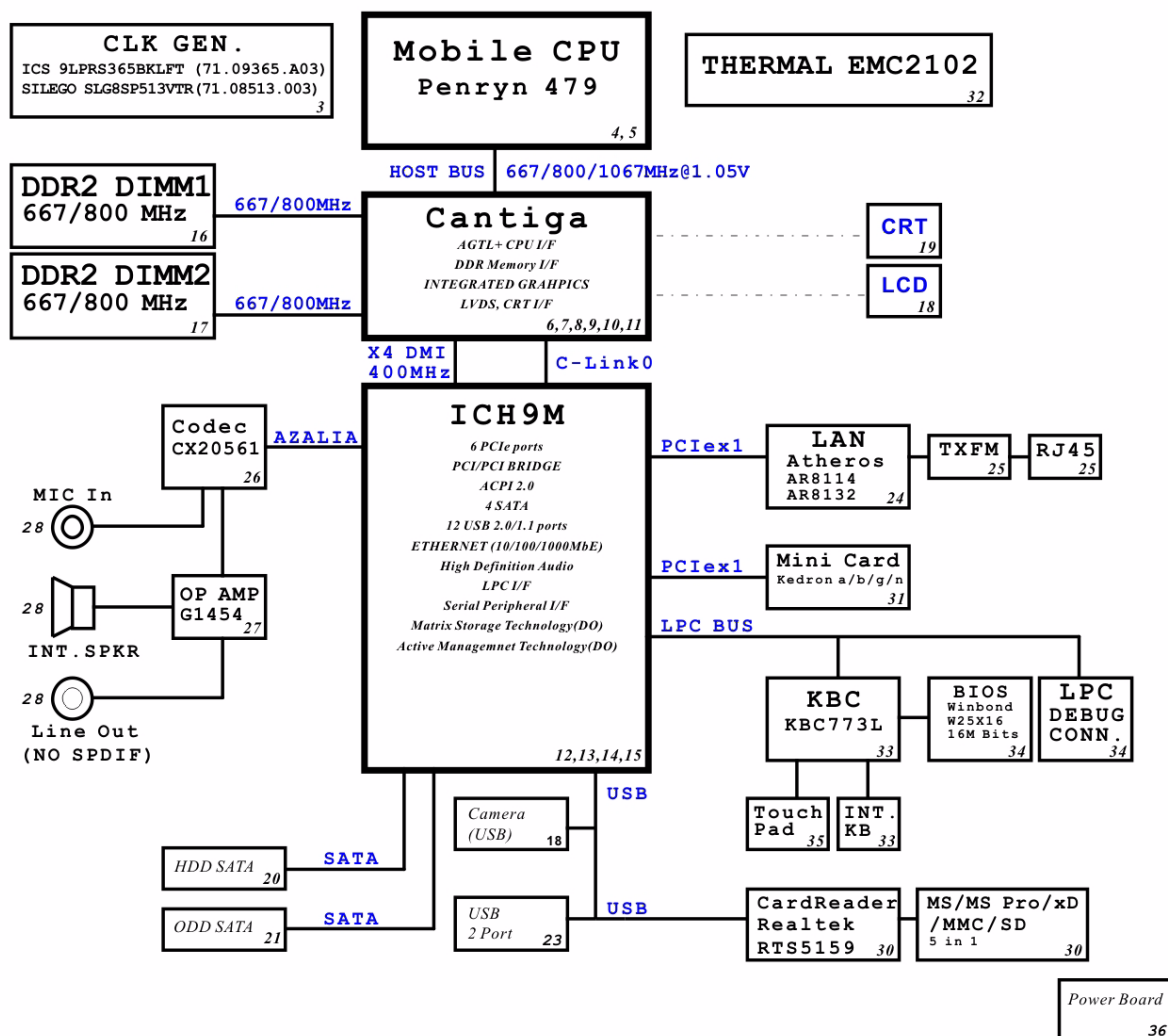 CLK GEN.
ICS 9LPRS365BKLFT (71.09365.A03)
SILEGO SLG8SP513VTR(71.08513.003)
3
Mobile CPU
Penryn 479
4, 5
THERMAL EMC2102
32
HOST BUS
667/800/1067MHz@1.05V
DDR2 DIMM1
667/800 MHz
16
667/800MHz
DDR2 DIMM2
667/800 MHz
17
667/800MHz
Cantiga
AGTL+ CPU I/F
DDR Memory I/F
INTEGRATED GRAHPICS
LVDS, CRT I/F
6,7,8,9,10,11
CRT
19
LCD
18
X4 DMI
400MHz
C-Link0
ICH9M
6 PCIe ports
PCI/PCI BRIDGE
ACPI 2.0
4 SATA
12 USB 2.0/1.1 ports
ETHERNET (10/100/1000MbE)
High Definition Audio
LPC I/F
Serial Peripheral I/F
Matrix Storage Technology(DO)
Active Managemnet Technology(DO)
12,13,14,15
Codec
CX20561
26
AZALIA
MIC In
28
OP AMP
G1454
27
28
INT.SPKR
28
Line Out
(NO SPDIF)
PCIex1
LAN
Atheros
AR8114
AR8132
24
TXFM
25
RJ45
25
PCIex1
Mini Card
Kedron a/b/g/n
31
LPC BUS
KBC
KBC773L
33
BIOS
Winbond
W25X16
16M Bits
34
LPC
DEBUG
CONN.
34
Touch
Pad
35
INT.
KB
33
USB
Camera
(USB)
18
HDD SATA
20
SATA
ODD SATA
21
SATA
USB
2 Port
23
USB
CardReader
Realtek
RTS5159
30
MS/MS Pro/xD
/MMC/SD
5 in 1
30
Power Board
36